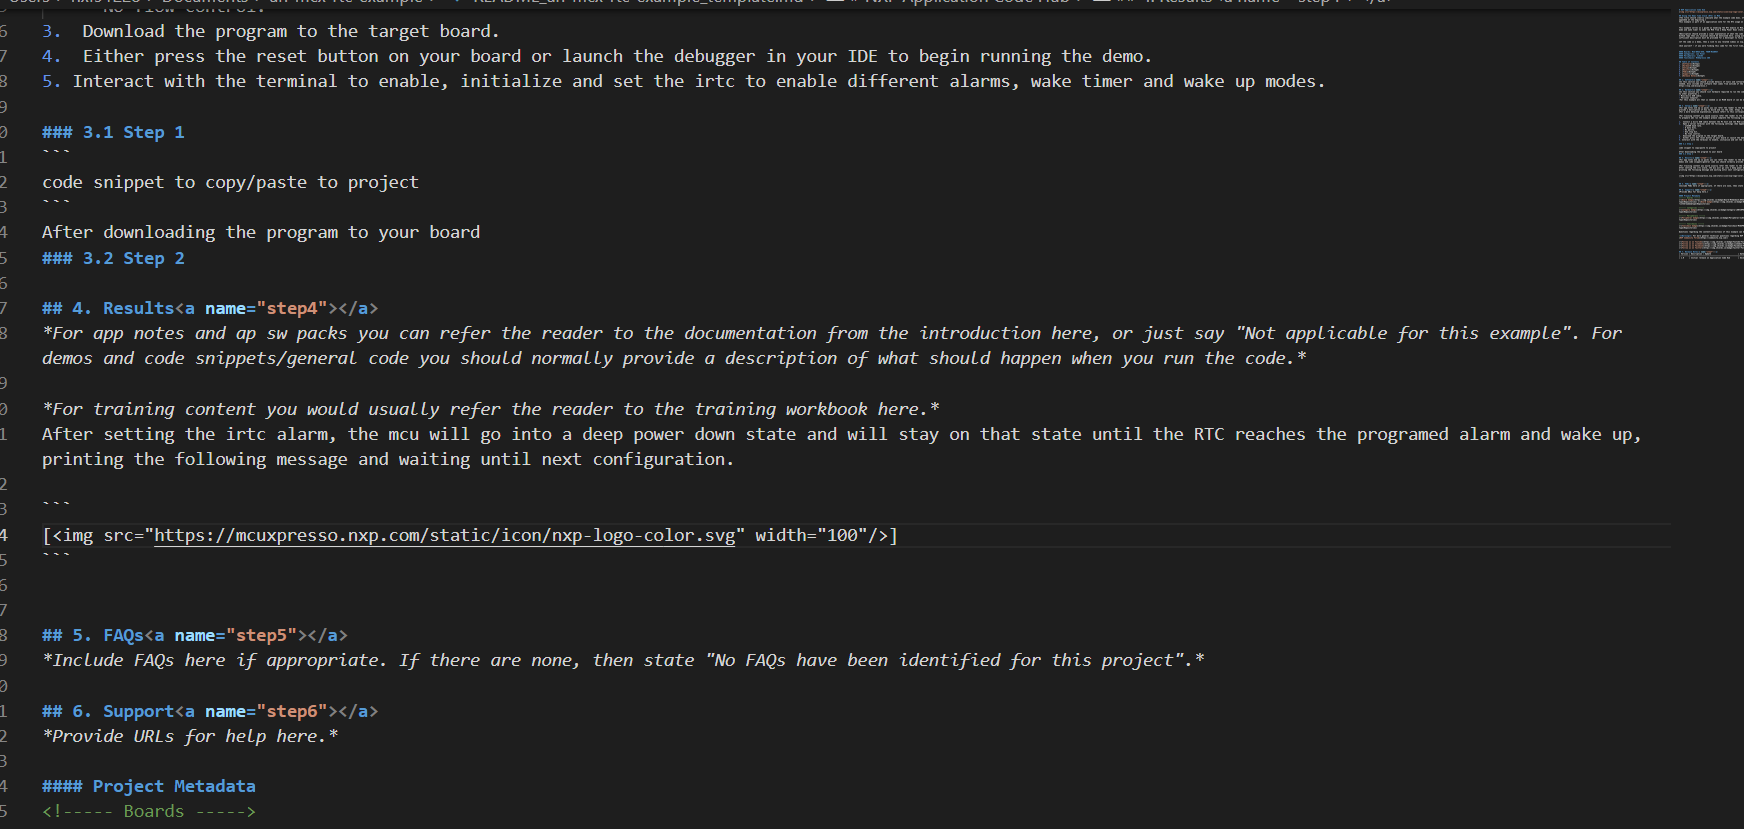 3. Download the program to the target board.
4. Either press the reset button on your board or launch the debugger in your IDE to begin running the demo.
5. Interact with the terminal to enable, initialize and set the irtc to enable different alarms, wake timer and wake up modes.
### 3.1 Step 1
```
code snippet to copy/paste to project
```
After downloading the program to your board
### 3.2 Step 2
## 4. Results<a name="step4"></a>
*For app notes and ap sw packs you can refer the reader to the documentation from the introduction here, or just say "Not applicable for this example". For
demos and code snippets/general code you should normally provide a description of what should happen when you run the code.*
*For training content you would usually refer the reader to the training workbook here.*
After setting the irtc alarm, the mcu will go into a deep power down state and will stay on that state until the RTC reaches the programed alarm and wake up,
printing the following message and waiting until next configuration.
```
[<img src="https://mcuxpresso.nxp.com/static/icon/nxp-logo-color.svg" width="100"/>]
```
## 5. FAQs<a name="step5"></a>
*Include FAQs here if appropriate. If there are none, then state "No FAQs have been identified for this project".*
## 6. Support<a name="step6"></a>
*Provide URLs for help here.*
#### Project Metadata
<!----- Boards ----->